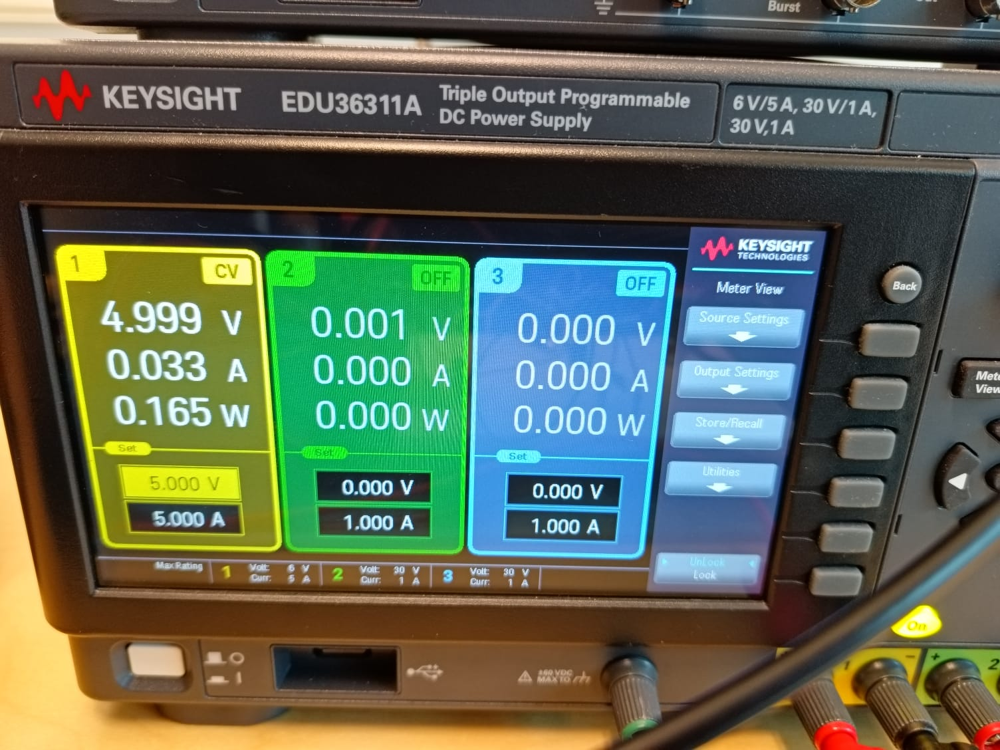 Burst
KEYSIGHT
EDU36311A
Triple Output Programmable
DC Power Supply
6 V/5 A, 30 V/1 A,
30 V,1 A
1
CV
4.999 V
0.033 A
0.165 W
Set
5.000 V
5.000 A
2
OFF
0.001 V
0.000 A
0.000 W
Set
0.000 V
1.000 A
3
OFF
0.000 V
0.000 A
0.000 W
Set
0.000 V
1.000 A
KEYSIGHT
TECHNOLOGIES
Meter View
Source Settings
Output Settings
Store/Recall
Utilities
UnLock
Lock
Max Rating
1 Volt: 6 V
Curr: 5 A
2 Volt: 30 V
Curr: 1 A
3 Volt: 30 V
Curr: 1 A
Back
View
On
±60 VDC
MAX TO
1 −
+ 2